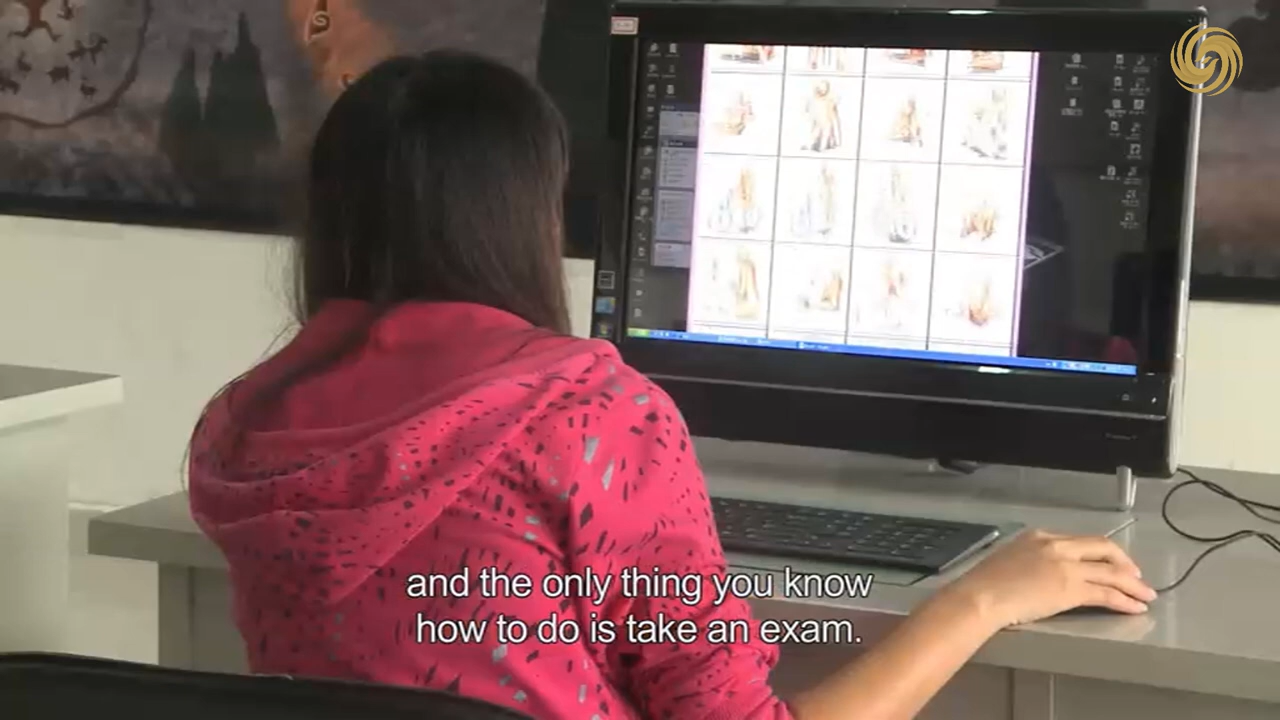 and the only thing you know
how to do is take an exam.